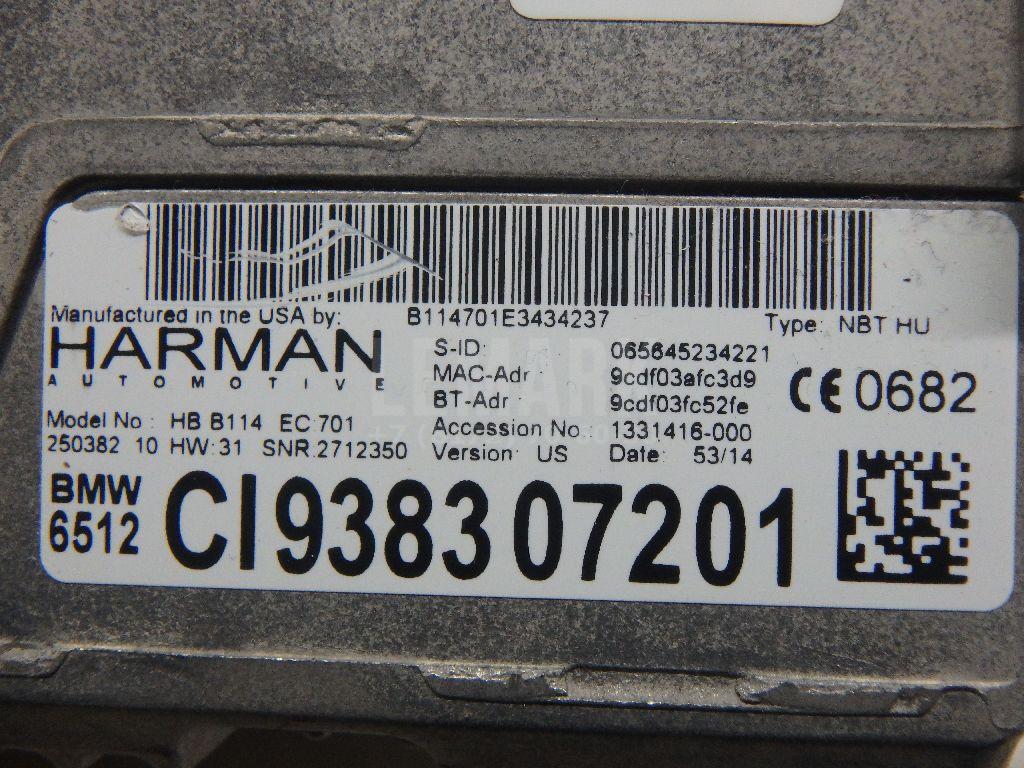 Manufactured in the USA by: B114701E3434237 Type: NBT HU
HARMAN
AUTOMOTIVE
S-ID: 065645234221
MAC-Adr : 9cdf03afc3d9
BT-Adr : 9cdf03fc52fe
CE 0682
Model No : HB B114 EC:701 Accession No : 1331416-000
250382 10 HW:31 SNR:2712350 Version: US Date: 53/14
BMW
6512
CI938307201